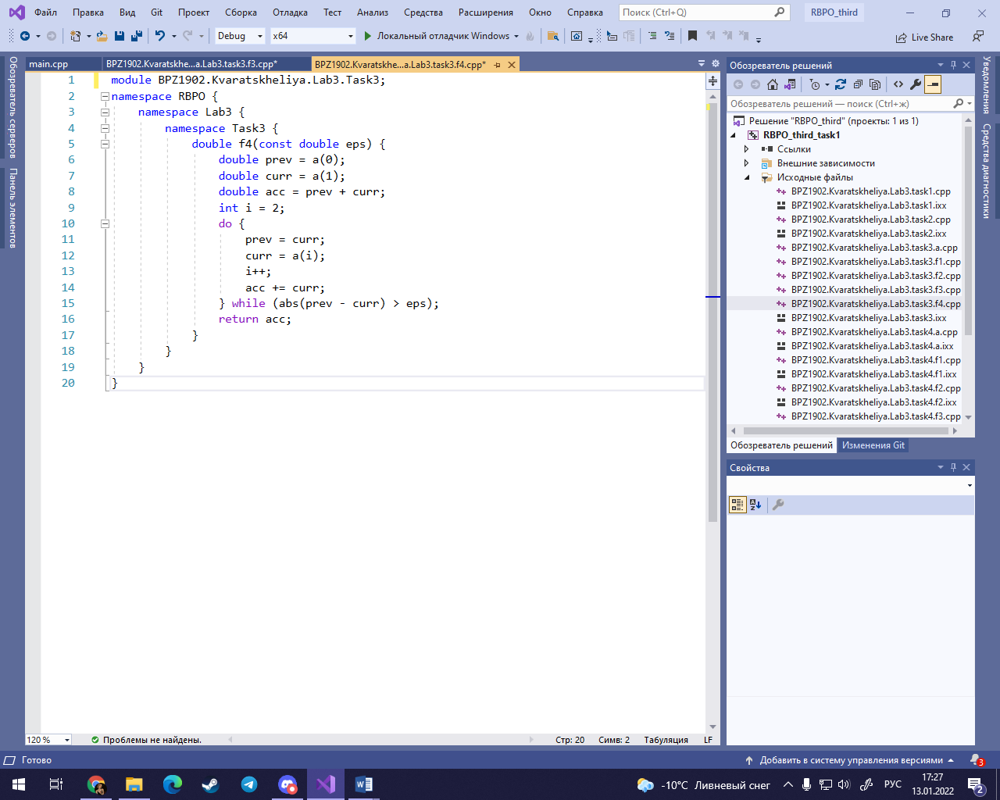 Файл Правка Вид Git Проект Сборка Отладка Тест Анализ Средства Расширения Окно Справка Поиск (Ctrl+Q) RBPO_third
Debug x64 Локальный отладчик Windows Live Share
Обозреватель серверов
Панель элементов
main.cpp BPZ1902.Kvaratskhe...a.Lab3.task3.f3.cpp* BPZ1902.Kvaratskhe...a.Lab3.task3.f4.cpp*
1 module BPZ1902.Kvaratskheliya.Lab3.Task3;
2 namespace RBPO {
3 namespace Lab3 {
4 namespace Task3 {
5 double f4(const double eps) {
6 double prev = a(0);
7 double curr = a(1);
8 double acc = prev + curr;
9 int i = 2;
10 do {
11 prev = curr;
12 curr = a(i);
13 i++;
14 acc += curr;
15 } while (abs(prev - curr) > eps);
16 return acc;
17 }
18 }
19 }
20 }
120 % Проблемы не найдены. Стр: 20 Симв: 2 Табуляция LF
Обозреватель решений
Обозреватель решений — поиск (Ctrl+ж)
Решение "RBPO_third" (проекты: 1 из 1)
RBPO_third_task1
Ссылки
Внешние зависимости
Исходные файлы
BPZ1902.Kvaratskheliya.Lab3.task1.cpp
BPZ1902.Kvaratskheliya.Lab3.task1.ixx
BPZ1902.Kvaratskheliya.Lab3.task2.cpp
BPZ1902.Kvaratskheliya.Lab3.task2.ixx
BPZ1902.Kvaratskheliya.Lab3.task3.a.cpp
BPZ1902.Kvaratskheliya.Lab3.task3.f1.cpp
BPZ1902.Kvaratskheliya.Lab3.task3.f2.cpp
BPZ1902.Kvaratskheliya.Lab3.task3.f3.cpp
BPZ1902.Kvaratskheliya.Lab3.task3.f4.cpp
BPZ1902.Kvaratskheliya.Lab3.task3.ixx
BPZ1902.Kvaratskheliya.Lab3.task4.a.cpp
BPZ1902.Kvaratskheliya.Lab3.task4.a.ixx
BPZ1902.Kvaratskheliya.Lab3.task4.f1.cpp
BPZ1902.Kvaratskheliya.Lab3.task4.f1.ixx
BPZ1902.Kvaratskheliya.Lab3.task4.f2.cpp
BPZ1902.Kvaratskheliya.Lab3.task4.f2.ixx
BPZ1902.Kvaratskheliya.Lab3.task4.f3.cpp
Обозреватель решений Изменения Git
Свойства
Уведомления
Средства диагностики
Готово Добавить в систему управления версиями 3
-10°C Ливневый снег РУС 17:27
13.01.2022 2